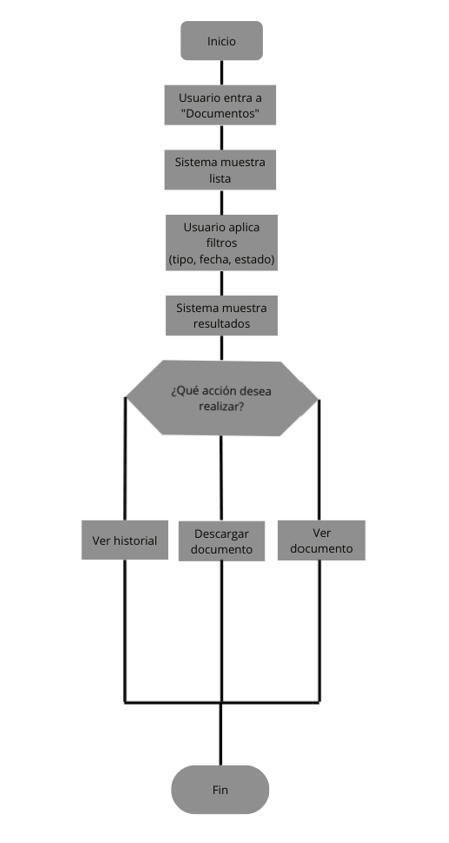 Inicio
Usuario entra a
"Documentos"
Sistema muestra
lista
Usuario aplica
filtros
(tipo, fecha, estado)
Sistema muestra
resultados
¿Qué acción desea
realizar?
Ver historial
Descargar
documento
Ver
documento
Fin